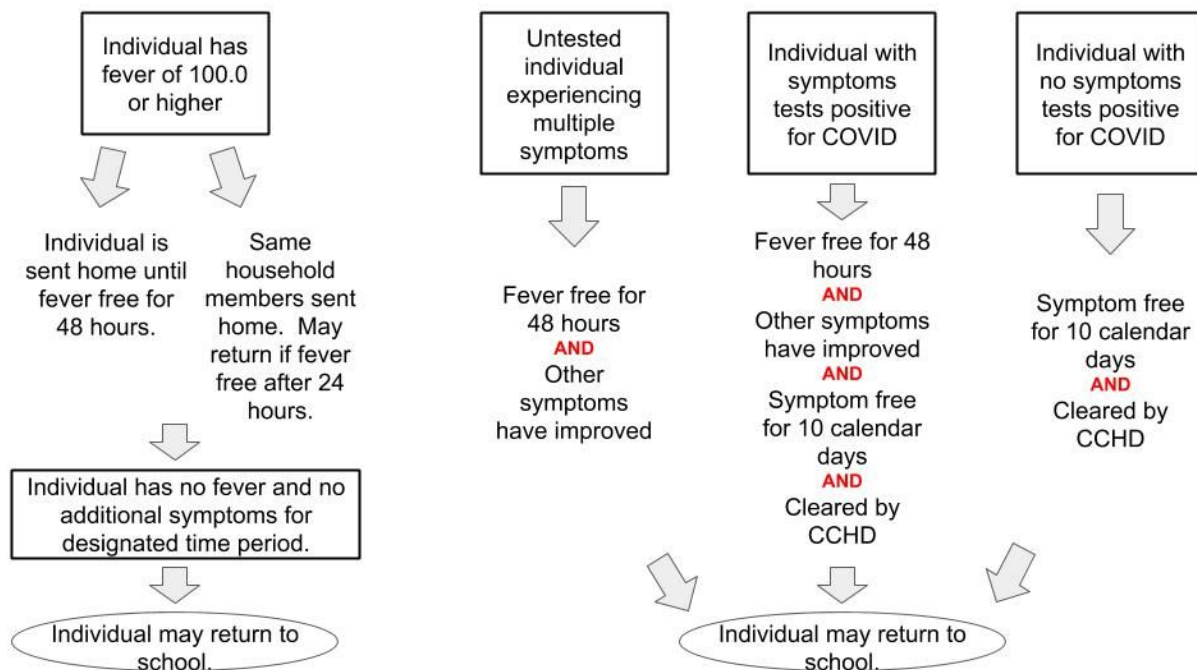 Individual has
fever of 100.0
or higher
Individual is
sent home until
fever free for
48 hours.
Same
household
members sent
home.  May
return if fever
free after 24
hours.
Individual has no fever and no
additional symptoms for
designated time period.
Individual may return to
school.
Untested
individual
experiencing
multiple
symptoms
Fever free for
48 hours
AND
Other
symptoms
have improved
Individual with
symptoms
tests positive
for COVID
Fever free for 48
hours
AND
Other symptoms
have improved
AND
Symptom free
for 10 calendar
days
AND
Cleared by
CCHD
Individual with
no symptoms
tests positive
for COVID
Symptom free
for 10 calendar
days
AND
Cleared by
CCHD
Individual may return to
school.